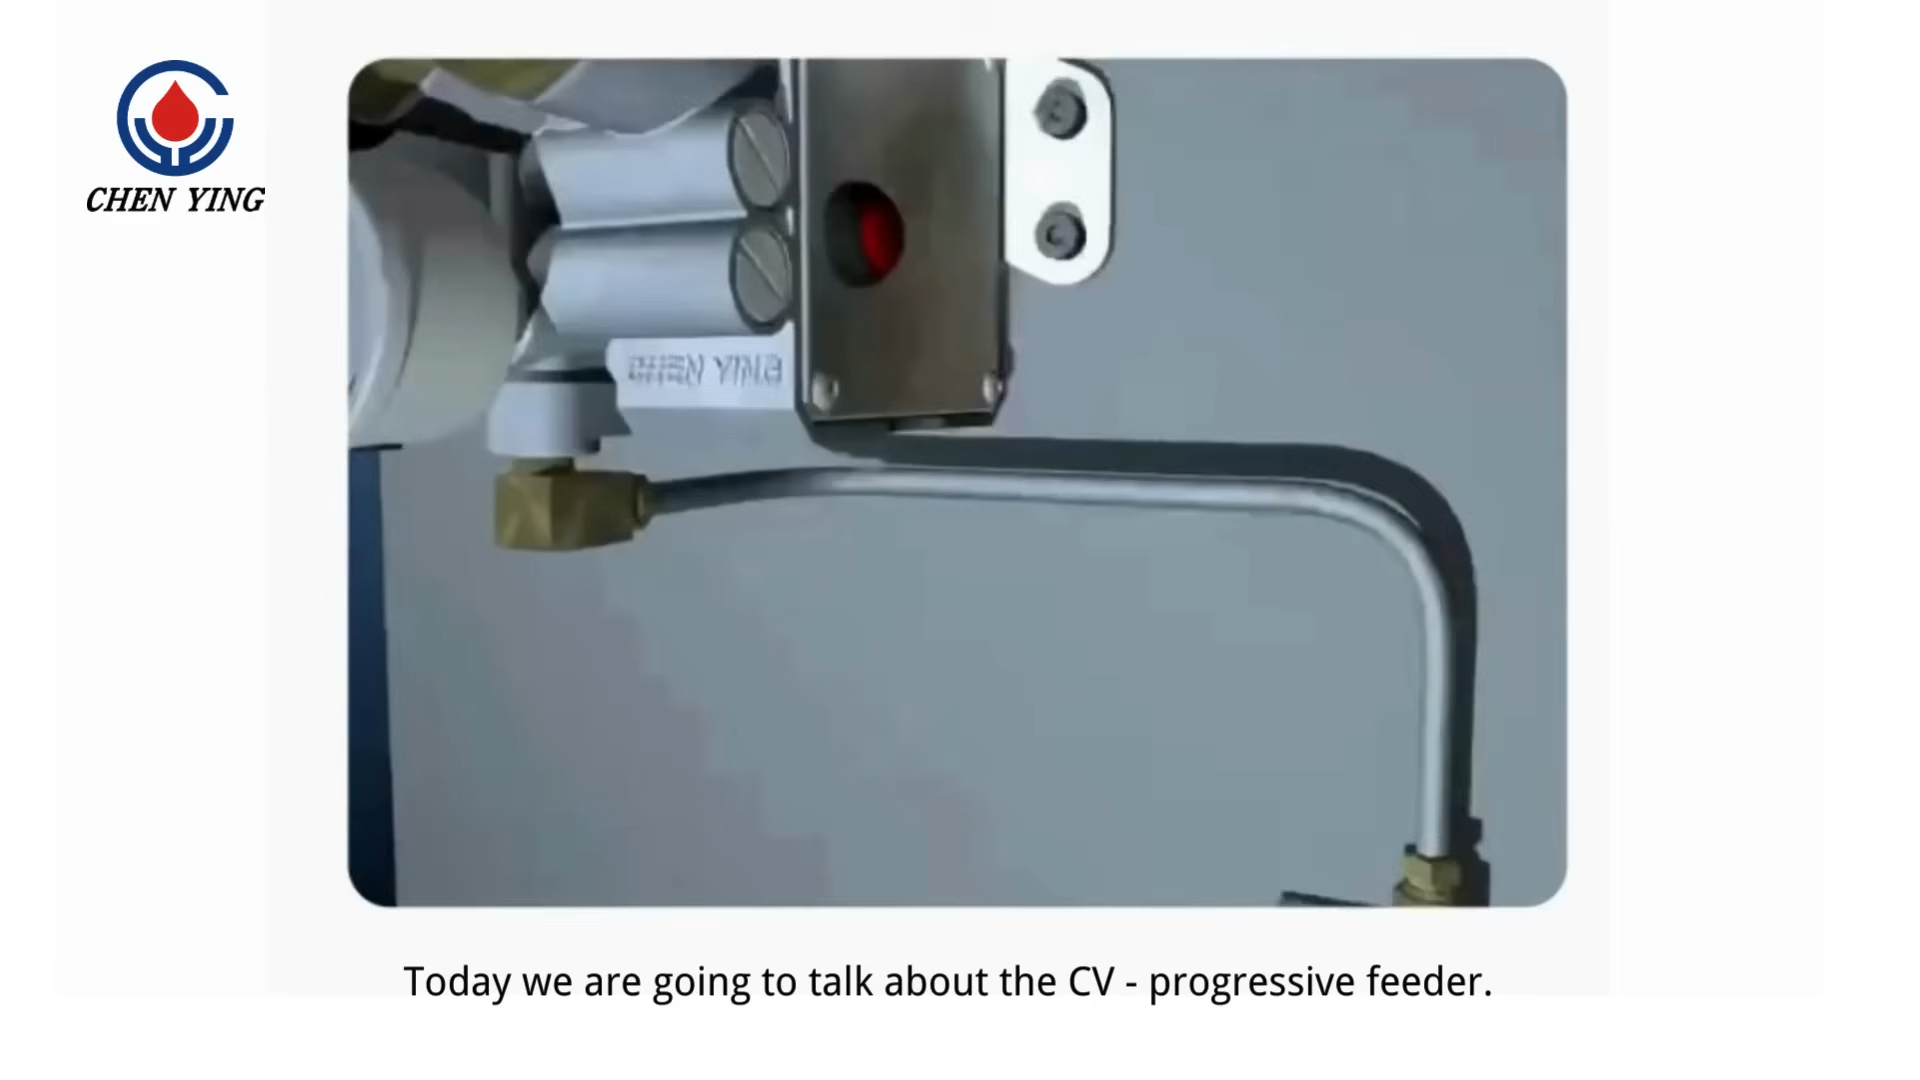 CHEN YING
CHEN YING
Today we are going to talk about the CV - progressive feeder.